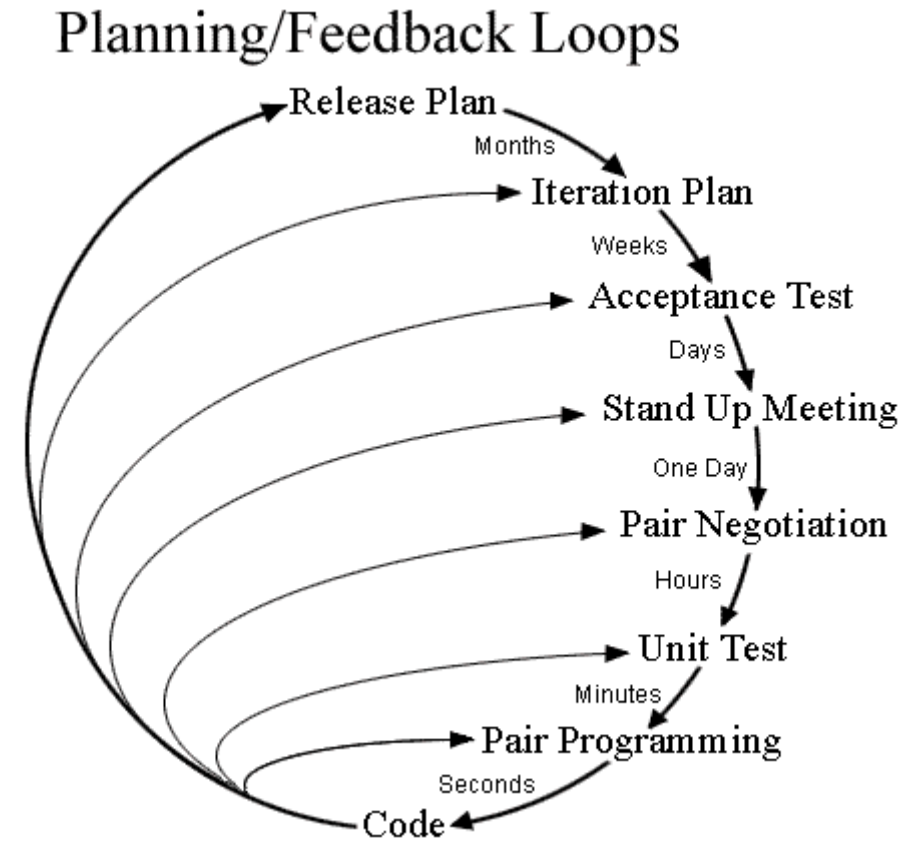 Planning/Feedback Loops
Release Plan
Months
Iteration Plan
Weeks
Acceptance Test
Days
Stand Up Meeting
One Day
Pair Negotiation
Hours
Unit Test
Minutes
Pair Programming
Seconds
Code